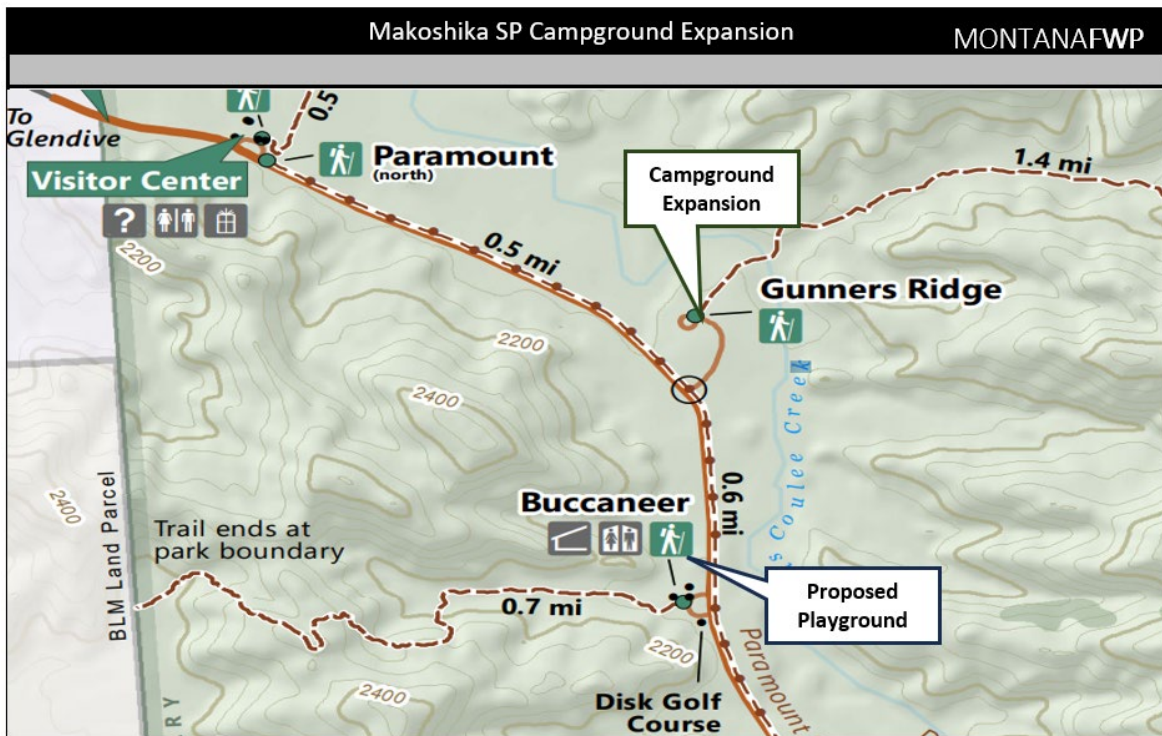 Makoshika SP Campground Expansion
MONTANAFWP
To
Glendive
0.5
Visitor Center
?
Paramount
(north)
Campground
Expansion
1.4 mi
2200
0.5 mi
Gunners Ridge
2200
2400
s Coulee Creek
2400
BLM Land Parcel
Trail ends at
park boundary
Buccaneer
0.6 mi
0.7 mi
Proposed
Playground
2200
2400
Paramount
Disk Golf
Course
RY